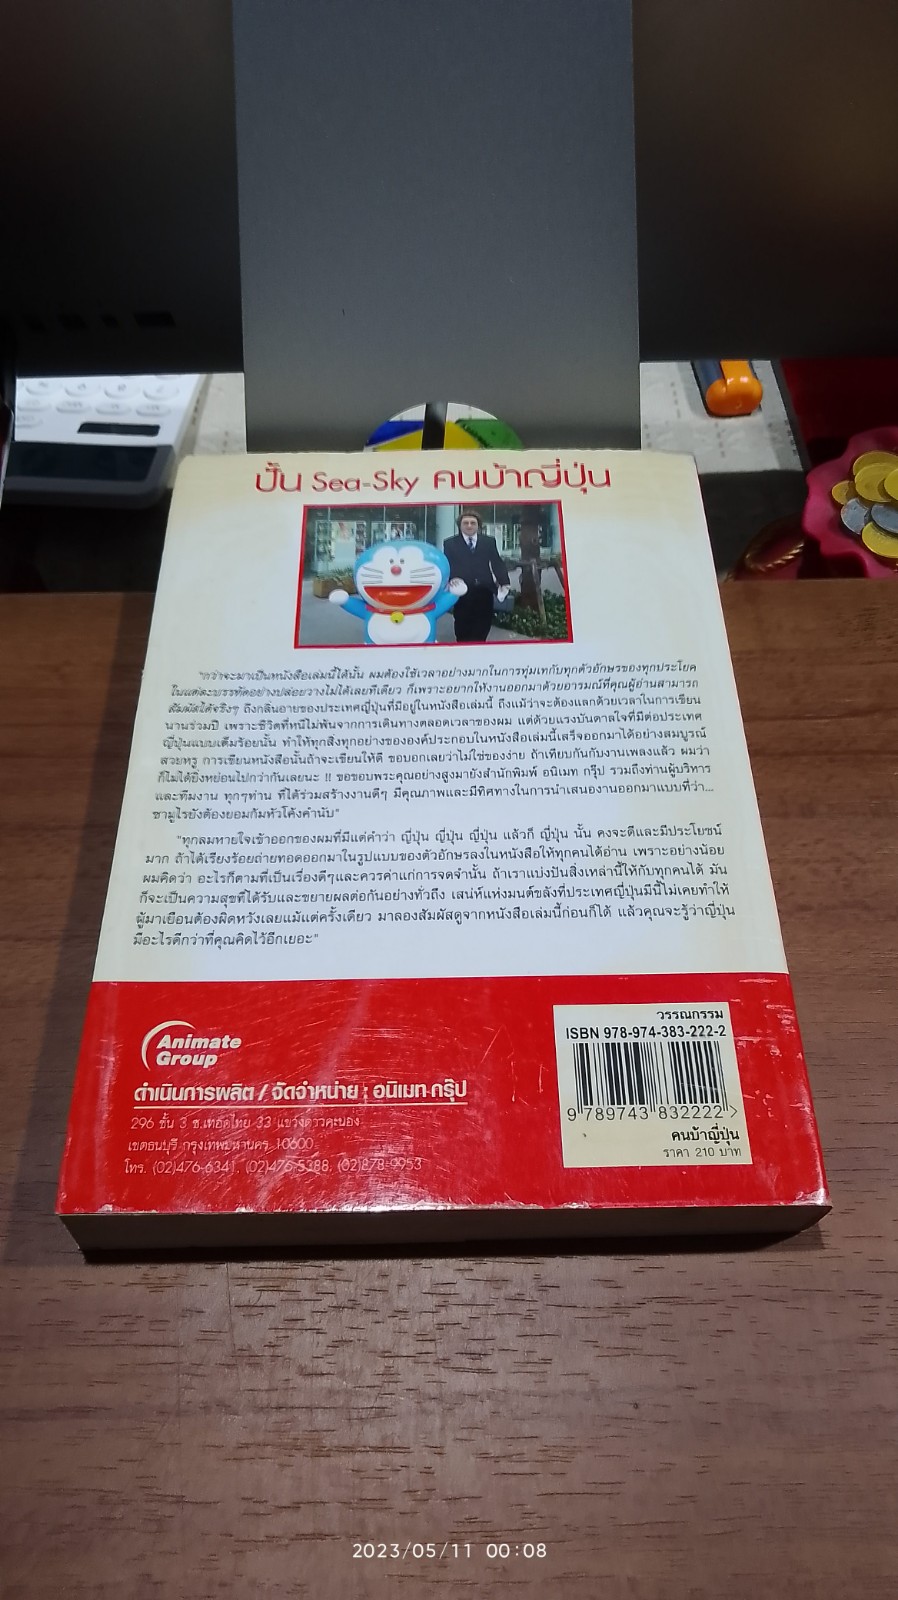 ปั้น Sea-Sky คนบ้าญี่ปุ่น
"กว่าจะมาเป็นหนังสือเล่มนี้ได้นั้น ผมต้องใช้เวลาอย่างมากในการทุ่มเทกับทุกตัวอักษรของทุกประโยค
ในแต่ละบรรทัดอย่างปล่อยวางไม่ได้เลยทีเดียว ก็เพราะอยากให้งานออกมาด้วยอารมณ์ที่คุณผู้อ่านสามารถ
สัมผัสได้จริงๆ ถึงกลิ่นอายของประเทศญี่ปุ่นที่มีอยู่ในหนังสือเล่มนี้ ถึงแม้ว่าจะต้องแลกด้วยเวลาในการเขียน
นานร่วมปี เพราะชีวิตที่หนีไม่พ้นจากการเดินทางตลอดเวลาของผม แต่ด้วยแรงบันดาลใจที่มีต่อประเทศ
ญี่ปุ่นแบบเต็มร้อยนั้น ทำให้ทุกสิ่งทุกอย่างขององค์ประกอบในหนังสือเล่มนี้เสร็จออกมาได้อย่างสมบูรณ์
สวยหรู การเขียนหนังสือนั้นถ้าจะเขียนให้ดี ขอบอกเลยว่าไม่ใช่ของง่าย ถ้าเทียบกันกับงานเพลงแล้ว ผมว่า
ก็ไม่ได้ยิ่งหย่อนไปกว่ากันเลยนะ !! ขอขอบพระคุณอย่างสูงมายังสำนักพิมพ์ อนิเมท กรุ๊ป รวมถึงท่านผู้บริหาร
และทีมงาน ทุกๆท่าน ที่ได้ร่วมสร้างงานดีๆ มีคุณภาพและมีทิศทางในการนำเสนองานออกมาแบบที่ว่า...
ซามูไรยังต้องยอมก้มหัวโค้งคำนับ"
"ทุกลมหายใจเข้าออกของผมที่มีแต่คำว่า ญี่ปุ่น ญี่ปุ่น ญี่ปุ่น แล้วก็ ญี่ปุ่น นั้น คงจะดีและมีประโยชน์
มาก ถ้าได้เรียงร้อยถ่ายทอดออกมาในรูปแบบของตัวอักษรลงในหนังสือให้ทุกคนได้อ่าน เพราะอย่างน้อย
ผมคิดว่า อะไรก็ตามที่เป็นเรื่องดีๆและควรค่าแก่การจดจำนั้น ถ้าเราแบ่งปันสิ่งเหล่านี้ให้กับทุกคนได้ มัน
ก็จะเป็นความสุขที่ได้รับและขยายผลต่อกันอย่างทั่วถึง เสน่ห์แห่งมนต์ขลังที่ประเทศญี่ปุ่นมีนี้ไม่เคยทำให้
ผู้มาเยือนต้องผิดหวังเลยแม้แต่ครั้งเดียว มาลองสัมผัสดูจากหนังสือเล่มนี้ก่อนก็ได้ แล้วคุณจะรู้ว่าญี่ปุ่น
มีอะไรดีกว่าที่คุณคิดไว้อีกเยอะ"
Animate
Group
ดำเนินการผลิต / จัดจำหน่าย : อนิเมท กรุ๊ป
296 ชั้น 3 ซ.เทอดไทย 33 แขวงดาวคะนอง
เขตธนบุรี กรุงเทพมหานคร 10600
โทร. (02)476-6341, (02)476-5388, (02)878-9953
วรรณกรรม
ISBN 978-974-383-222-2
9 789743 832222 >
คนบ้าญี่ปุ่น
ราคา 210 บาท
2023/05/11 00:08